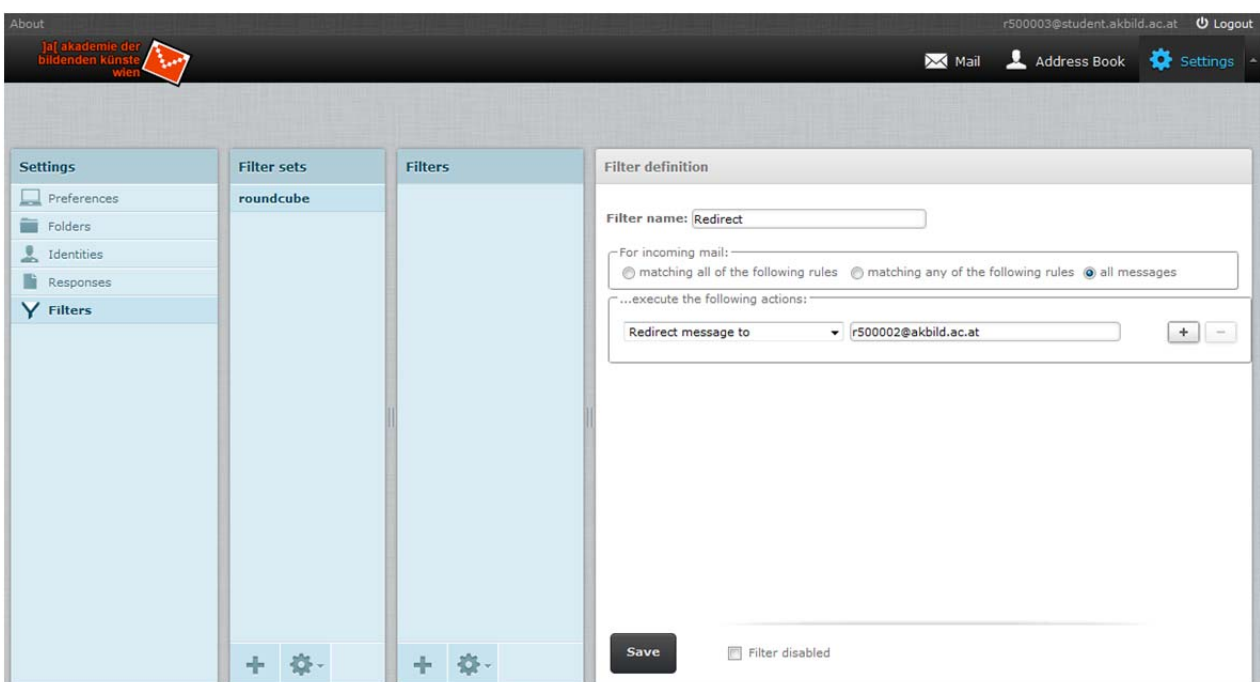 About
r500003@student.akbild.ac.at Logout
]a[ akademie der
bildenden künste
wien
Mail Address Book Settings
Settings
Preferences
Folders
Identities
Responses
Filters
Filter sets
roundcube
Filters
Filter definition
Filter name: Redirect
For incoming mail:
matching all of the following rules matching any of the following rules all messages
...execute the following actions:
Redirect message to r500002@akbild.ac.at + −
Save Filter disabled